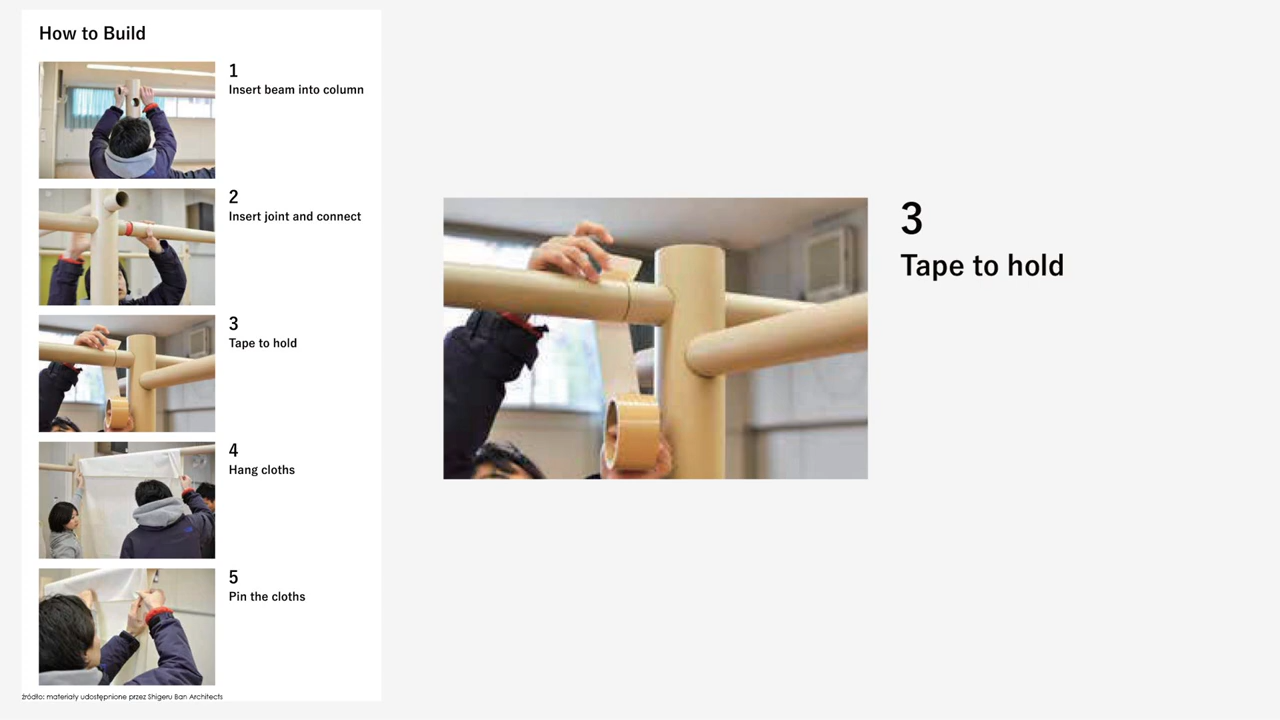 How to Build
1
Insert beam into column
2
Insert joint and connect
3
Tape to hold
4
Hang cloths
5
Pin the cloths
źródło: materiały udostępnione przez Shigeru Ban Architects
3
Tape to hold